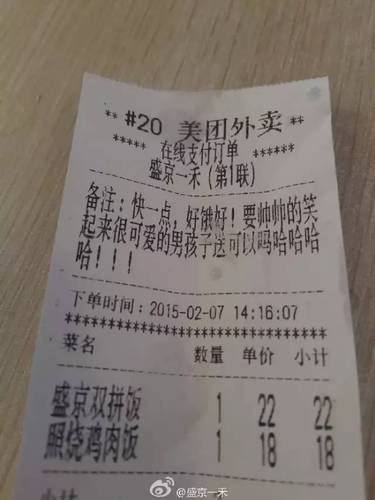 ** #20 美团外卖 **
***** 在线支付订单 ******
盛京一禾(第1联)
备注:快一点,好饿好!要帅帅的笑
起来很可爱的男孩子送可以吗哈哈哈
哈!!!
下单时间:2015-02-07 14:16:07
********************************
菜名 数量 单价 小计
盛京双拼饭 1 22 22
照烧鸡肉饭 1 18 18
@盛京一禾